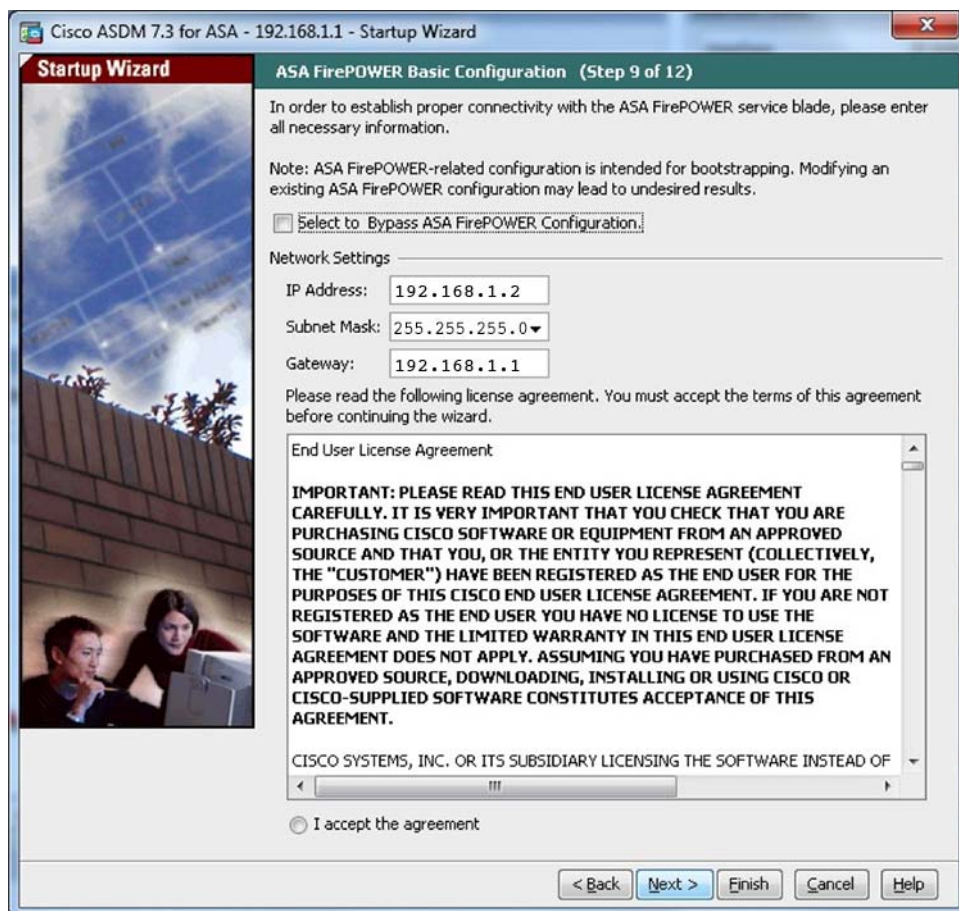 Cisco ASDM 7.3 for ASA - 192.168.1.1 - Startup Wizard
Startup Wizard
ASA FirePOWER Basic Configuration (Step 9 of 12)
In order to establish proper connectivity with the ASA FirePOWER service blade, please enter
all necessary information.
Note: ASA FirePOWER-related configuration is intended for bootstrapping. Modifying an
existing ASA FirePOWER configuration may lead to undesired results.
Select to Bypass ASA FirePOWER Configuration.
Network Settings
IP Address: 192.168.1.2
Subnet Mask: 255.255.255.0
Gateway: 192.168.1.1
Please read the following license agreement. You must accept the terms of this agreement
before continuing the wizard.
End User License Agreement
IMPORTANT: PLEASE READ THIS END USER LICENSE AGREEMENT
CAREFULLY. IT IS VERY IMPORTANT THAT YOU CHECK THAT YOU ARE
PURCHASING CISCO SOFTWARE OR EQUIPMENT FROM AN APPROVED
SOURCE AND THAT YOU, OR THE ENTITY YOU REPRESENT (COLLECTIVELY,
THE "CUSTOMER") HAVE BEEN REGISTERED AS THE END USER FOR THE
PURPOSES OF THIS CISCO END USER LICENSE AGREEMENT. IF YOU ARE NOT
REGISTERED AS THE END USER YOU HAVE NO LICENSE TO USE THE
SOFTWARE AND THE LIMITED WARRANTY IN THIS END USER LICENSE
AGREEMENT DOES NOT APPLY. ASSUMING YOU HAVE PURCHASED FROM AN
APPROVED SOURCE, DOWNLOADING, INSTALLING OR USING CISCO OR
CISCO-SUPPLIED SOFTWARE CONSTITUTES ACCEPTANCE OF THIS
AGREEMENT.
CISCO SYSTEMS, INC. OR ITS SUBSIDIARY LICENSING THE SOFTWARE INSTEAD OF
I accept the agreement
< Back Next > Finish Cancel Help